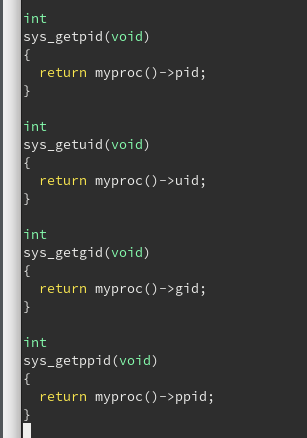 int
sys_getpid(void)
{
  return myproc()->pid;
}

int
sys_getuid(void)
{
  return myproc()->uid;
}

int
sys_getgid(void)
{
  return myproc()->gid;
}

int
sys_getppid(void)
{
  return myproc()->ppid;
}